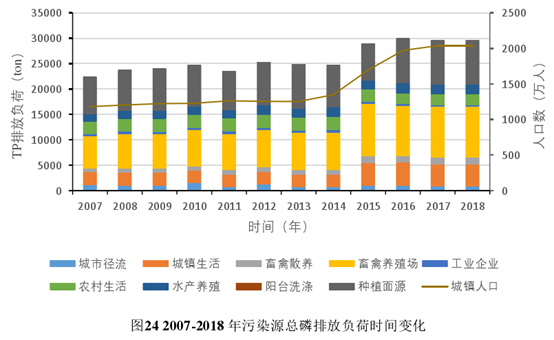 TP排放负荷（ton）
35000
30000
25000
20000
15000
10000
5000
0
2500
2000
1500
1000
500
0
人口数（万人）
2007 2008 2009 2010 2011 2012 2013 2014 2015 2016 2017 2018
时间（年）
城市径流 城镇生活 畜禽散养 畜禽养殖场 工业企业
农村生活 水产养殖 阳台洗涤 种植面源 城镇人口
图24 2007-2018 年污染源总磷排放负荷时间变化